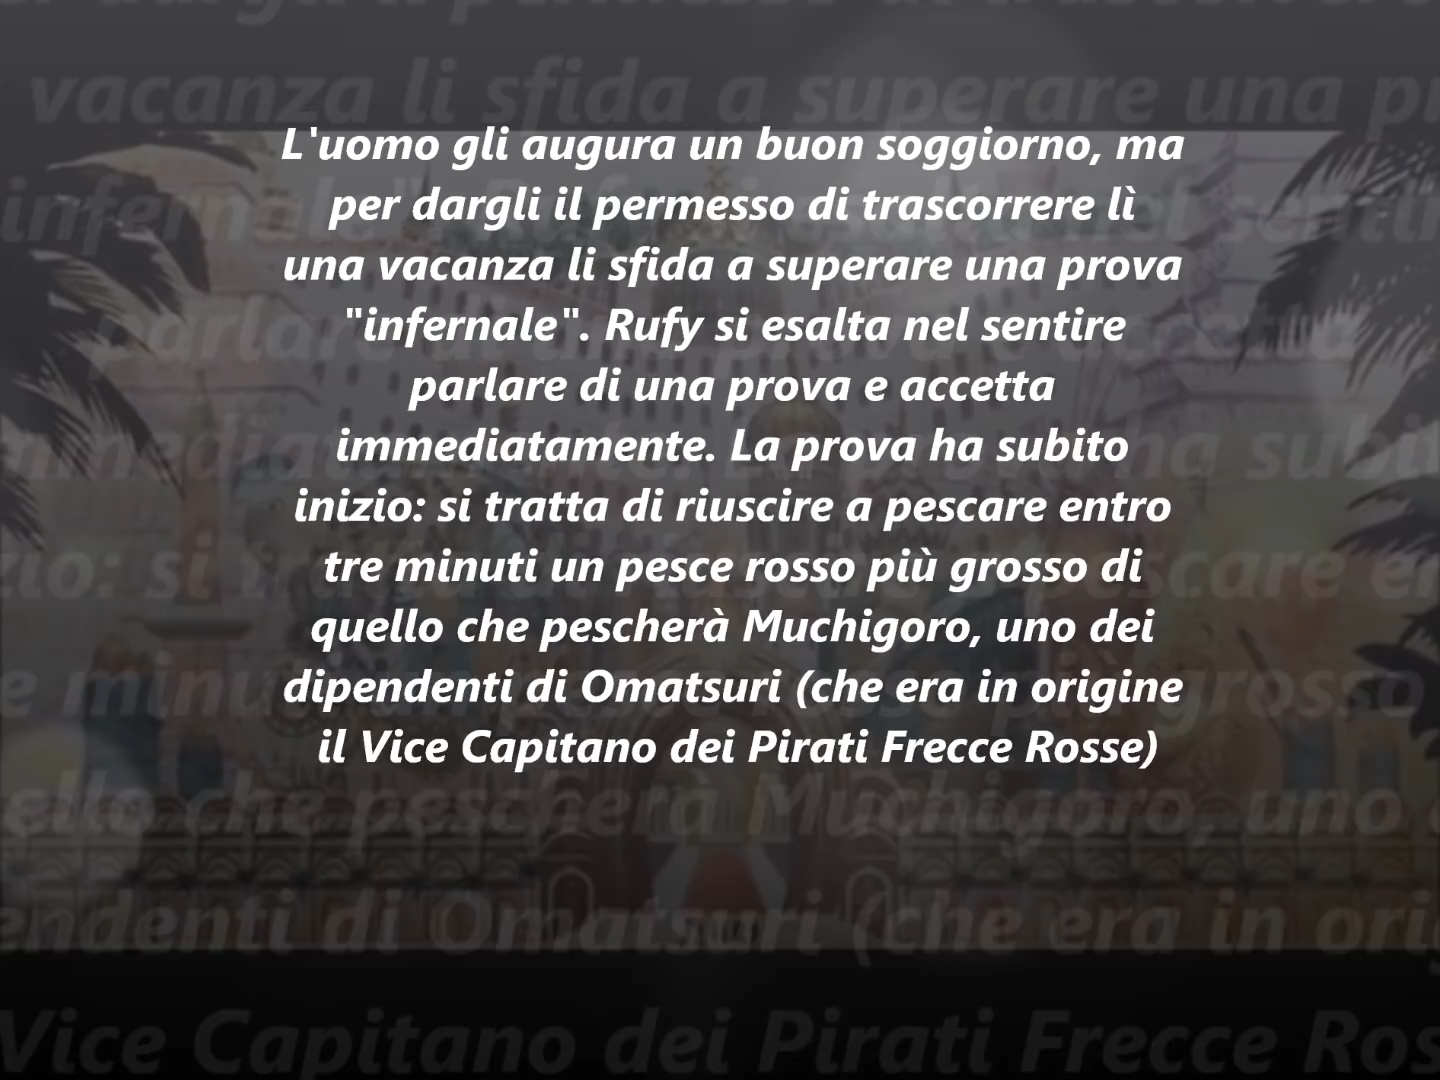 L'uomo gli augura un buon soggiorno, ma
per dargli il permesso di trascorrere lì
una vacanza li sfida a superare una prova
"infernale". Rufy si esalta nel sentire
parlare di una prova e accetta
immediatamente. La prova ha subito
inizio: si tratta di riuscire a pescare entro
tre minuti un pesce rosso più grosso di
quello che pescherà Muchigoro, uno dei
dipendenti di Omatsuri (che era in origine
il Vice Capitano dei Pirati Frecce Rosse)